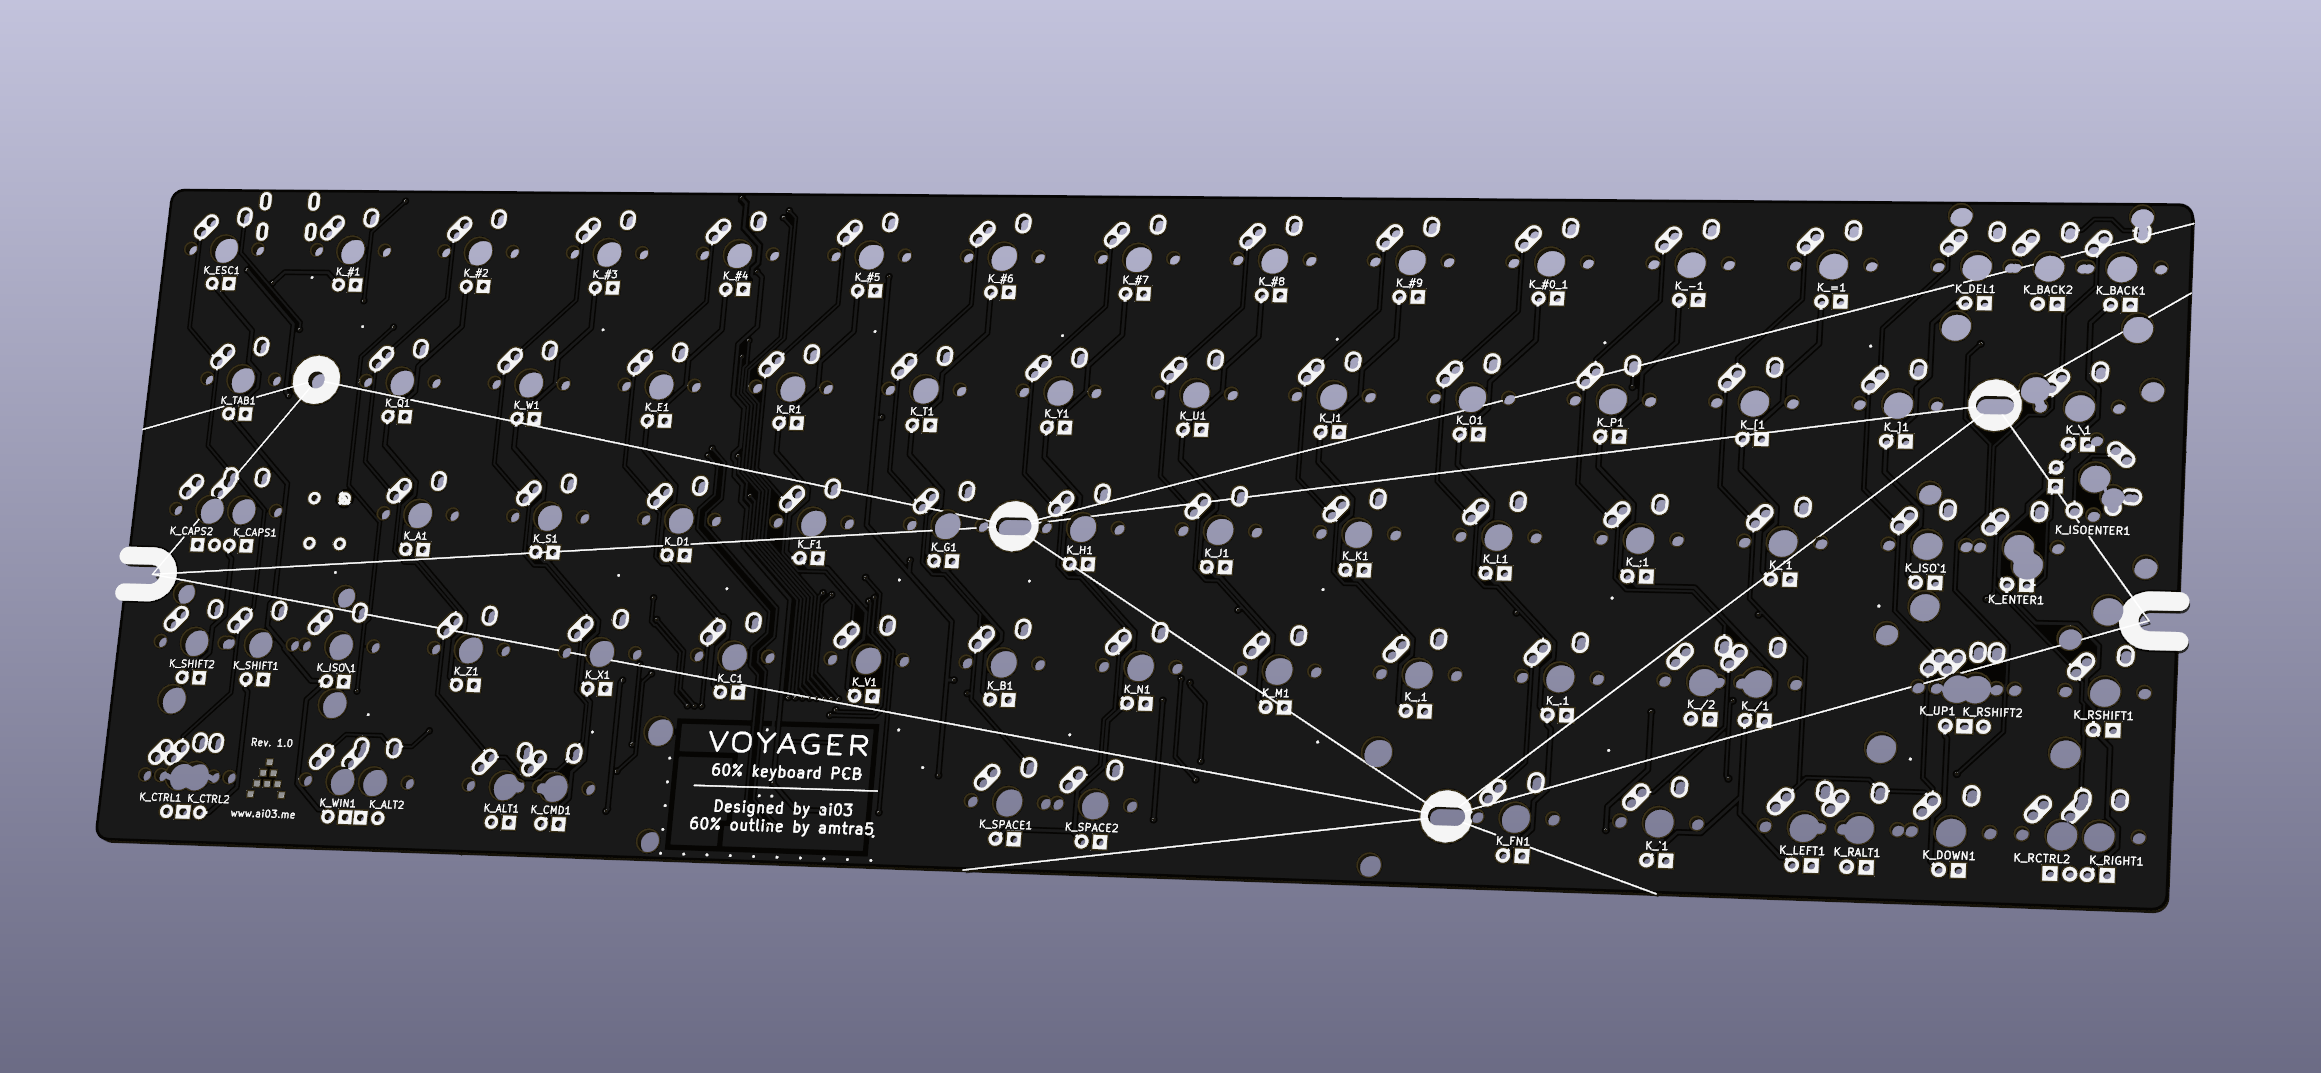 K_ESC1 K_#1 K_#2 K_#3 K_#4 K_#5 K_#6 K_#7 K_#8 K_#9 K_#0_1 K_-1 K_=1 K_DEL1 K_BACK2 K_BACK1
K_TAB1 K_Q1 K_W1 K_E1 K_R1 K_T1 K_Y1 K_U1 K_I1 K_O1 K_P1 K_[1 K_]1 K_\1
K_CAPS2 K_CAPS1 K_A1 K_S1 K_D1 K_F1 K_G1 K_H1 K_J1 K_K1 K_L1 K_;1 K_'1 K_ISO`1 K_ENTER1 K_ISOENTER1
K_SHIFT2 K_SHIFT1 K_ISO\1 K_Z1 K_X1 K_C1 K_V1 K_B1 K_N1 K_M1 K_,1 K_.1 K_/2 K_/1 K_UP1 K_RSHIFT2 K_RSHIFT1
Rev. 1.0
K_CTRL1 K_CTRL2 K_WIN1 K_ALT2 K_ALT1 K_CMD1 K_SPACE1 K_SPACE2 K_FN1 K_'1 K_LEFT1 K_RALT1 K_DOWN1 K_RCTRL2 K_RIGHT1
www.ai03.me
VOYAGER
60% keyboard PCB
Designed by ai03
60% outline by amtra5